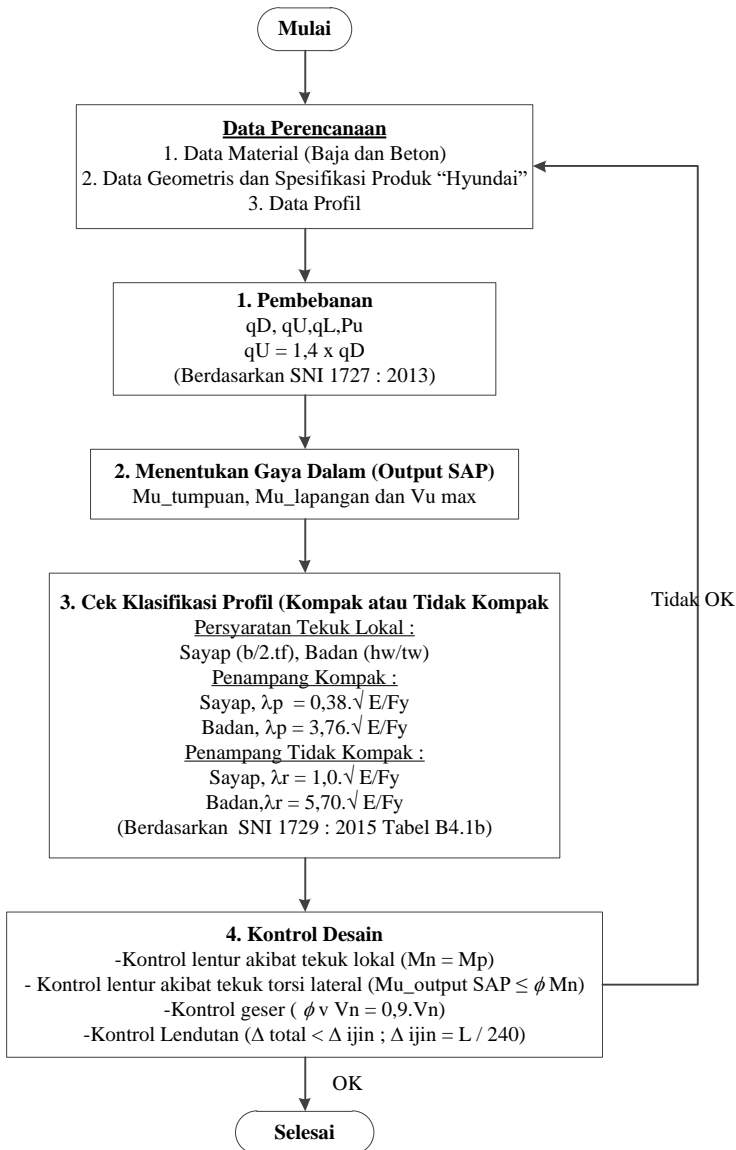 Mulai
Data Perencanaan
1. Data Material (Baja dan Beton)
2. Data Geometris dan Spesifikasi Produk “Hyundai”
3. Data Profil
1. Pembebanan
qD, qU,qL,Pu
qU = 1,4 x qD
(Berdasarkan SNI 1727 : 2013)
2. Menentukan Gaya Dalam (Output SAP)
Mu_tumpuan, Mu_lapangan dan Vu max
3. Cek Klasifikasi Profil (Kompak atau Tidak Kompak
Persyaratan Tekuk Lokal :
Sayap (b/2.tf), Badan (hw/tw)
Penampang Kompak :
Sayap, λp = 0,38.√ E/Fy
Badan, λp = 3,76.√ E/Fy
Penampang Tidak Kompak :
Sayap, λr = 1,0.√ E/Fy
Badan,λr = 5,70.√ E/Fy
(Berdasarkan SNI 1729 : 2015 Tabel B4.1b)
Tidak OK
4. Kontrol Desain
-Kontrol lentur akibat tekuk lokal (Mn = Mp)
- Kontrol lentur akibat tekuk torsi lateral (Mu_output SAP ≤ ϕ Mn)
-Kontrol geser ( ϕ v Vn = 0,9.Vn)
-Kontrol Lendutan (Δ total < Δ ijin ; Δ ijin = L / 240)
OK
Selesai